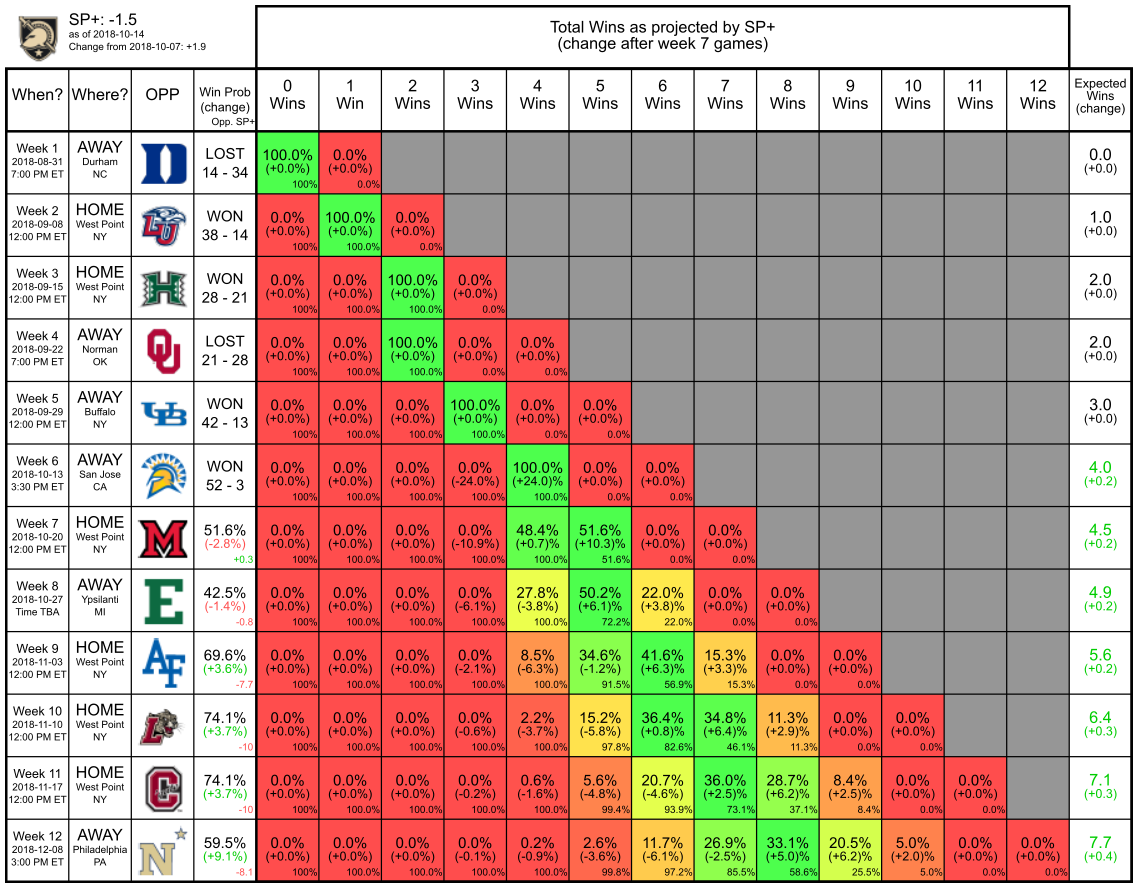 SP+: -1.5
as of 2018-10-14
Change from 2018-10-07: +1.9
Total Wins as projected by SP+
(change after week 7 games)
When? Where? OPP Win Prob (change) Opp. SP+ 0 Wins 1 Win 2 Wins 3 Wins 4 Wins 5 Wins 6 Wins 7 Wins 8 Wins 9 Wins 10 Wins 11 Wins 12 Wins Expected Wins (change)
Week 1 AWAY LOST 100.0% 0.0% 0.0
2018-08-31 Durham D 14 - 34 (+0.0%) (+0.0%) (+0.0)
7:00 PM ET NC 100% 0.0%
Week 2 HOME WON 0.0% 100.0% 0.0% 1.0
2018-09-08 West Point LU 38 - 14 (+0.0%) (+0.0%) (+0.0%) (+0.0)
12:00 PM ET NY 100% 100.0% 0.0%
Week 3 HOME WON 0.0% 0.0% 100.0% 0.0% 2.0
2018-09-15 West Point H 28 - 21 (+0.0%) (+0.0%) (+0.0%) (+0.0%) (+0.0)
12:00 PM ET NY 100% 100.0% 100.0% 0.0%
Week 4 AWAY LOST 0.0% 0.0% 100.0% 0.0% 0.0% 2.0
2018-09-22 Norman OU 21 - 28 (+0.0%) (+0.0%) (+0.0%) (+0.0%) (+0.0%) (+0.0)
7:00 PM ET OK 100% 100.0% 100.0% 0.0% 0.0%
Week 5 AWAY WON 0.0% 0.0% 0.0% 100.0% 0.0% 0.0% 3.0
2018-09-29 Buffalo UB 42 - 13 (+0.0%) (+0.0%) (+0.0%) (+0.0%) (+0.0%) (+0.0%) (+0.0)
12:00 PM ET NY 100% 100.0% 100.0% 100.0% 0.0% 0.0%
Week 6 AWAY WON 0.0% 0.0% 0.0% 0.0% 100.0% 0.0% 0.0% 4.0
2018-10-13 San Jose 52 - 3 (+0.0%) (+0.0%) (+0.0%) (-24.0%) (+24.0)% (+0.0%) (+0.0%) (+0.2)
3:30 PM ET CA 100% 100.0% 100.0% 100.0% 100.0% 0.0% 0.0%
Week 7 HOME 51.6% 0.0% 0.0% 0.0% 0.0% 48.4% 51.6% 0.0% 0.0% 4.5
2018-10-20 West Point M (-2.8%) (+0.0%) (+0.0%) (+0.0%) (-10.9%) (+0.7)% (+10.3)% (+0.0%) (+0.0%) (+0.2)
12:00 PM ET NY +0.3 100% 100.0% 100.0% 100.0% 100.0% 51.6% 0.0% 0.0%
Week 8 AWAY 42.5% 0.0% 0.0% 0.0% 0.0% 27.8% 50.2% 22.0% 0.0% 0.0% 4.9
2018-10-27 Ypsilanti E (-1.4%) (+0.0%) (+0.0%) (+0.0%) (-6.1%) (-3.8%) (+6.1)% (+3.8)% (+0.0%) (+0.0%) (+0.2)
Time TBA MI -0.8 100% 100.0% 100.0% 100.0% 100.0% 72.2% 22.0% 0.0% 0.0%
Week 9 HOME 69.6% 0.0% 0.0% 0.0% 0.0% 8.5% 34.6% 41.6% 15.3% 0.0% 0.0% 5.6
2018-11-03 West Point AF (+3.6%) (+0.0%) (+0.0%) (+0.0%) (-2.1%) (-6.3%) (-1.2%) (+6.3)% (+3.3)% (+0.0%) (+0.0%) (+0.2)
12:00 PM ET NY -7.7 100% 100.0% 100.0% 100.0% 100.0% 91.5% 56.9% 15.3% 0.0% 0.0%
Week 10 HOME 74.1% 0.0% 0.0% 0.0% 0.0% 2.2% 15.2% 36.4% 34.8% 11.3% 0.0% 0.0% 6.4
2018-11-10 West Point L (+3.7%) (+0.0%) (+0.0%) (+0.0%) (-0.6%) (-3.7%) (-5.8%) (+0.8)% (+6.4)% (+2.9)% (+0.0%) (+0.0%) (+0.3)
12:00 PM ET NY -10 100% 100.0% 100.0% 100.0% 100.0% 97.8% 82.6% 46.1% 11.3% 0.0% 0.0%
Week 11 HOME 74.1% 0.0% 0.0% 0.0% 0.0% 0.6% 5.6% 20.7% 36.0% 28.7% 8.4% 0.0% 0.0% 7.1
2018-11-17 West Point C (+3.7%) (+0.0%) (+0.0%) (+0.0%) (-0.2%) (-1.6%) (-4.8%) (-4.6%) (+2.5)% (+6.2)% (+2.5)% (+0.0%) (+0.0%) (+0.3)
12:00 PM ET NY -10 100% 100.0% 100.0% 100.0% 100.0% 99.4% 93.9% 73.1% 37.1% 8.4% 0.0% 0.0%
Week 12 AWAY 59.5% 0.0% 0.0% 0.0% 0.0% 0.2% 2.6% 11.7% 26.9% 33.1% 20.5% 5.0% 0.0% 0.0% 7.7
2018-12-08 Philadelphia N (+9.1%) (+0.0%) (+0.0%) (+0.0%) (-0.1%) (-0.9%) (-3.6%) (-6.1%) (-2.5%) (+5.0)% (+6.2)% (+2.0)% (+0.0%) (+0.0%) (+0.4)
3:00 PM ET PA -8.1 100% 100.0% 100.0% 100.0% 100.0% 99.8% 97.2% 85.5% 58.6% 25.5% 5.0% 0.0% 0.0%